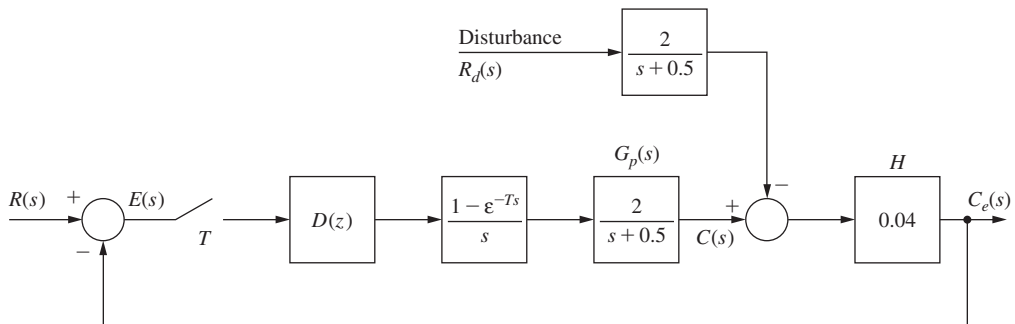 Disturbance
R_d(s)
2
s + 0.5
G_p(s)
H
R(s)
+
−
E(s)
T
D(z)
1 − ε^{−Ts}
s
2
s + 0.5
C(s)
+
−
0.04
C_e(s)